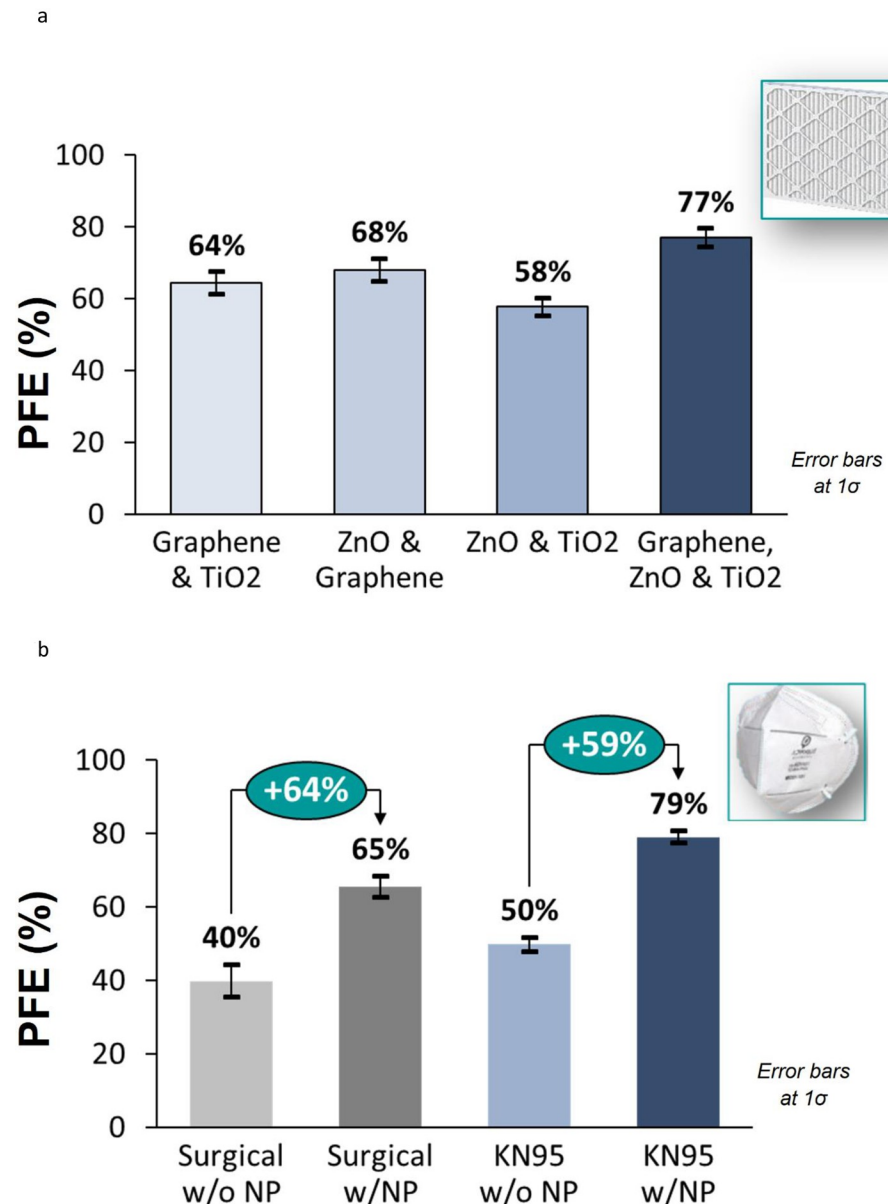 a
100
80
60
40
20
0
PFE (%)
64%
68%
58%
77%
Error bars
at 1σ
Graphene
& TiO2
ZnO &
Graphene
ZnO & TiO2
Graphene,
ZnO & TiO2
b
100
80
60
40
20
0
PFE (%)
+64%
+59%
40%
65%
50%
79%
Error bars
at 1σ
Surgical
w/o NP
Surgical
w/NP
KN95
w/o NP
KN95
w/NP